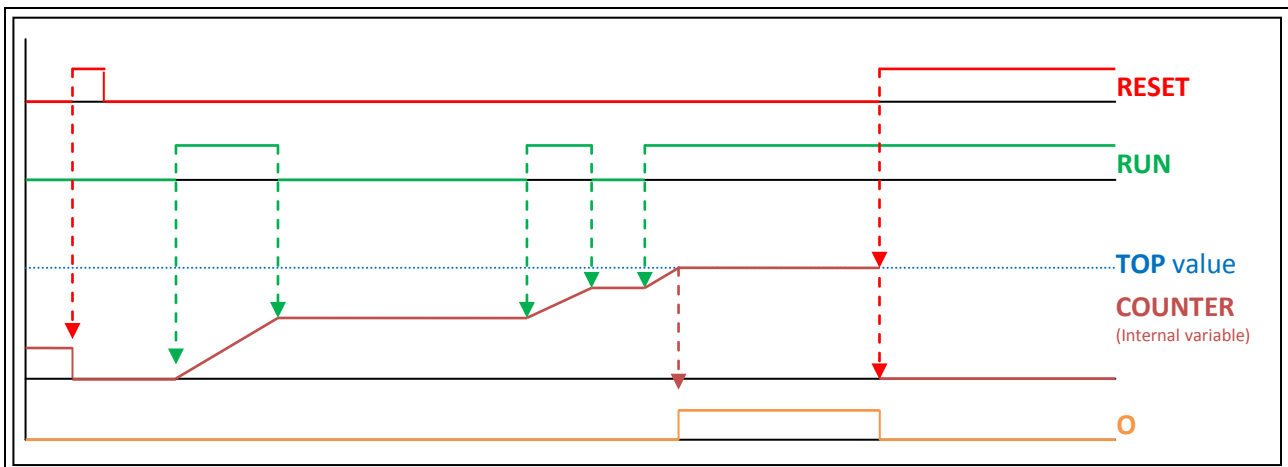 RESET
RUN
TOP value
COUNTER
(Internal variable)
O